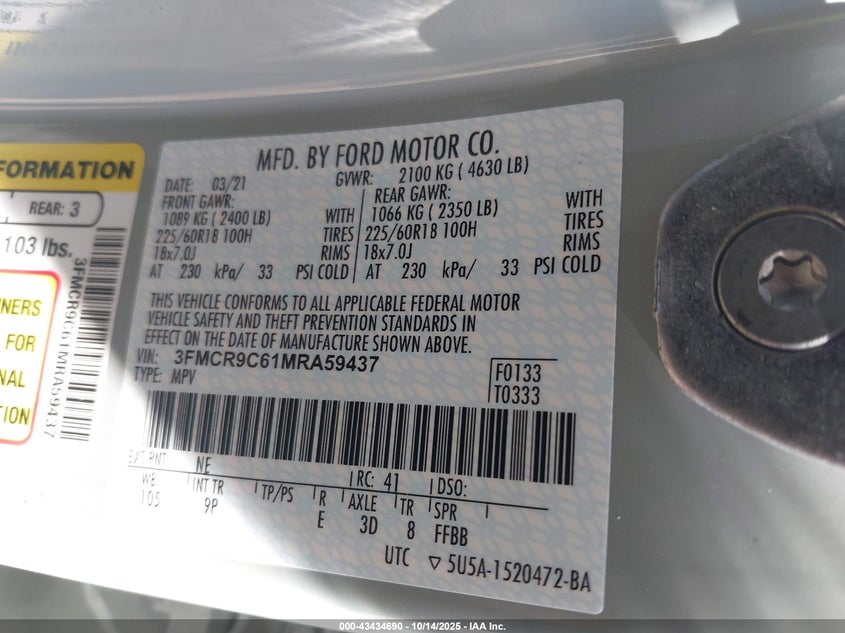 MFD. BY FORD MOTOR CO.
DATE: 03/21 GVWR: 2100 KG ( 4630 LB)
FRONT GAWR: REAR GAWR:
1089 KG ( 2400 LB) WITH 1066 KG ( 2350 LB) WITH
225/60R18 100H TIRES 225/60R18 100H TIRES
18x7.0J RIMS 18x7.0J RIMS
AT 230 kPa/ 33 PSI COLD AT 230 kPa/ 33 PSI COLD
THIS VEHICLE CONFORMS TO ALL APPLICABLE FEDERAL MOTOR
VEHICLE SAFETY AND THEFT PREVENTION STANDARDS IN
EFFECT ON THE DATE OF MANUFACTURE SHOWN ABOVE.
VIN: 3FMCR9C61MRA59437
TYPE: MPV
F0133
T0333
EXT PNT: NE RC: 41 DSO:
WB INT TR TP/PS R AXLE TR SPR
105 9P E 3D 8 FFBB
UTC ▽ 5U5A-1520472-BA
FORMATION
REAR: 3
103 lbs.
3FMCR9C61MRA59437
NERS
FOR
NAL
TION
000-43434690 - 10/14/2025 - IAA Inc.